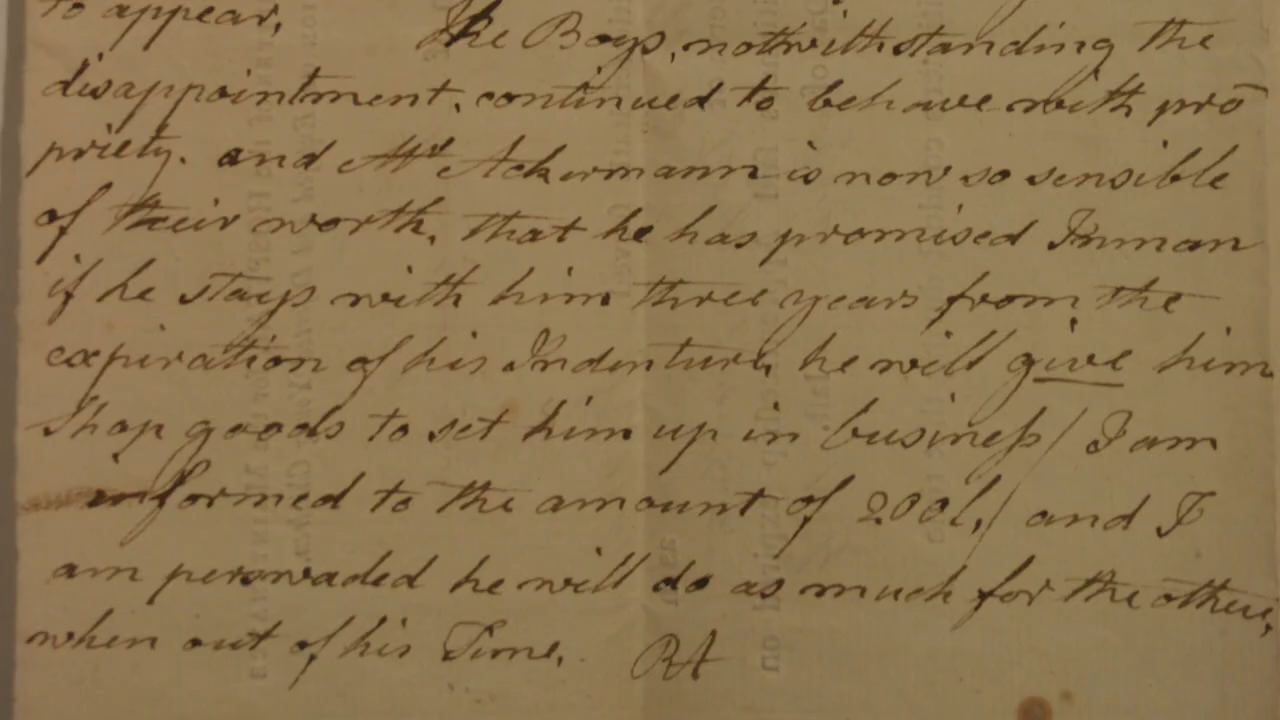 to appear. The Boys, notwithstanding the
disappointment, continued to behave with pro
priety. and Mr Ackermann is now so sensible
of their worth, that he has promised Inman
if he stays with him three years from the
expiration of his Indenture, he will give him
Shop goods to set him up in business/ I am
informed to the amount of 200l./ and I
am perswaded he will do as much for the other,
when out of his Time. RA